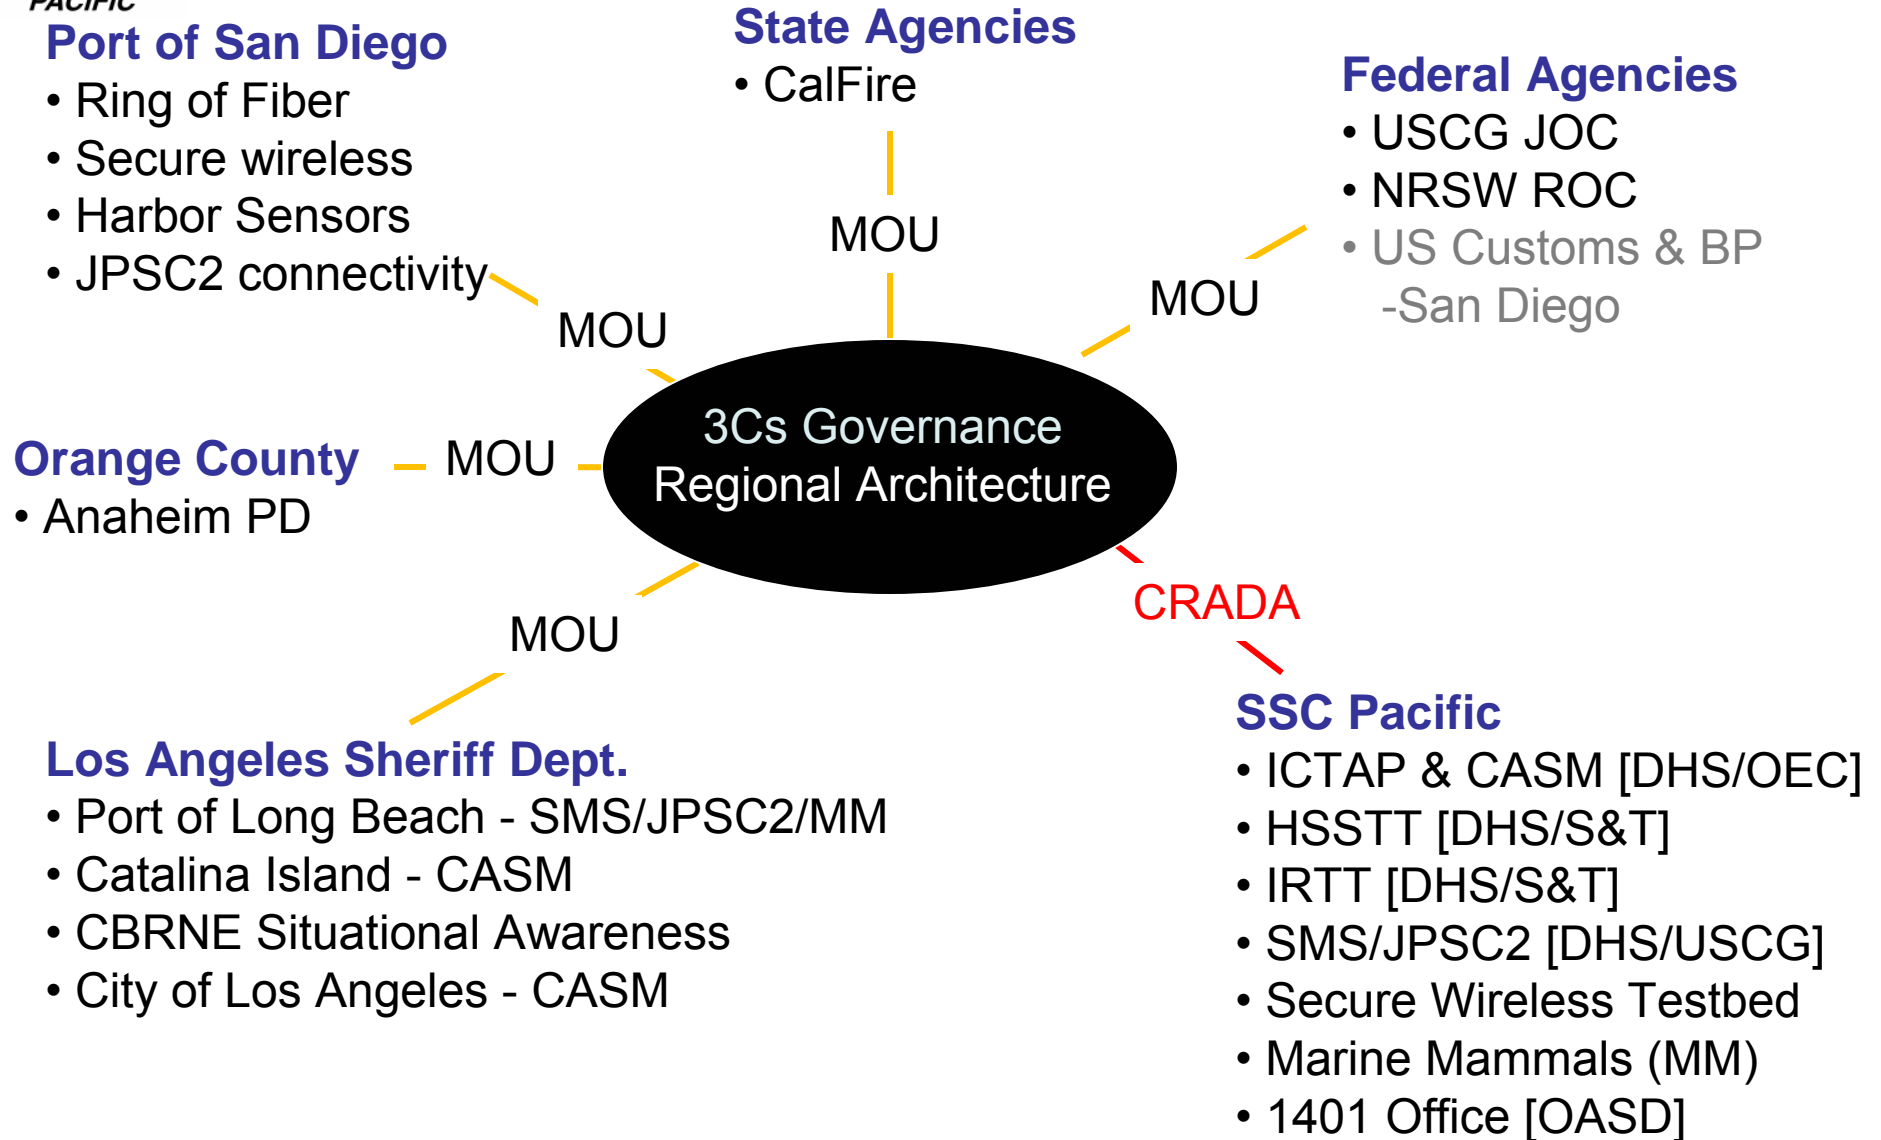 PACIFIC
Port of San Diego
• Ring of Fiber
• Secure wireless
• Harbor Sensors
• JPSC2 connectivity
State Agencies
• CalFire
Federal Agencies
• USCG JOC
• NRSW ROC
• US Customs & BP
-San Diego
MOU
MOU
MOU
Orange County
• Anaheim PD
MOU
3Cs Governance
Regional Architecture
MOU
CRADA
Los Angeles Sheriff Dept.
• Port of Long Beach - SMS/JPSC2/MM
• Catalina Island - CASM
• CBRNE Situational Awareness
• City of Los Angeles - CASM
SSC Pacific
• ICTAP & CASM [DHS/OEC]
• HSSTT [DHS/S&T]
• IRTT [DHS/S&T]
• SMS/JPSC2 [DHS/USCG]
• Secure Wireless Testbed
• Marine Mammals (MM)
• 1401 Office [OASD]